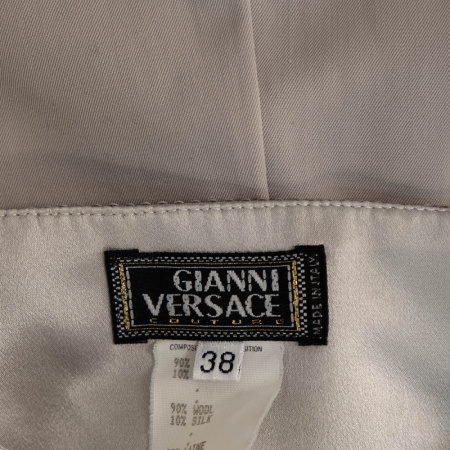 GIANNI
VERSACE
COUTURE
MADE IN ITALY
38
90%
10%
90% WOOL
10% SILK